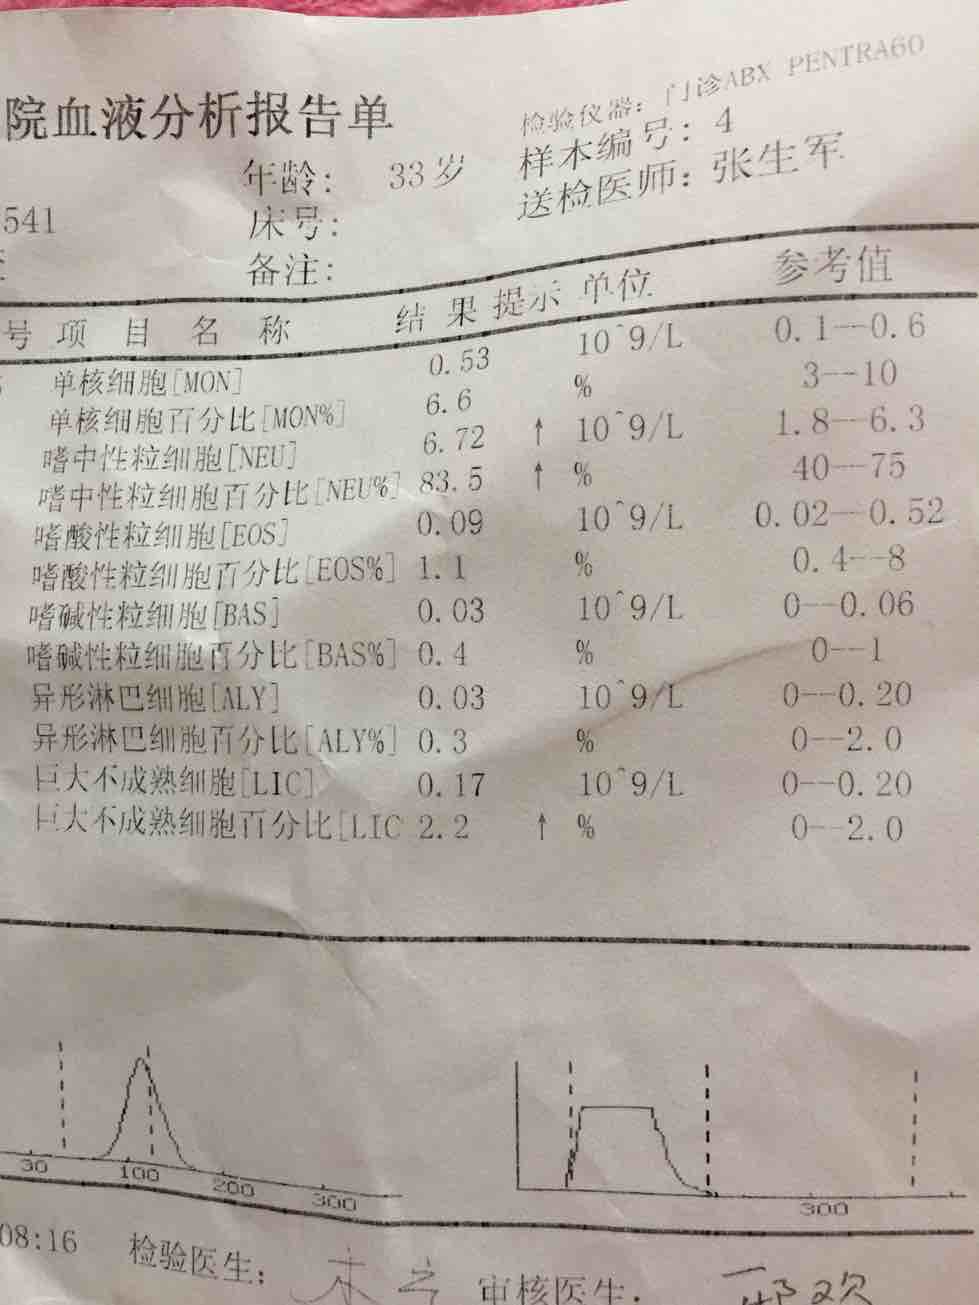 院血液分析报告单
检验仪器: 门诊ABX PENTRA60
年龄: 33岁 样本编号: 4
541 床号: 送检医师: 张生军
备注:
号 项 目 名 称 结 果 提示 单位 参考值
单核细胞[MON] 0.53 10^9/L 0.1--0.6
单核细胞百分比[MON%] 6.6 % 3--10
嗜中性粒细胞[NEU] 6.72 ↑ 10^9/L 1.8--6.3
嗜中性粒细胞百分比[NEU%] 83.5 ↑ % 40--75
嗜酸性粒细胞[EOS] 0.09 10^9/L 0.02--0.52
嗜酸性粒细胞百分比[EOS%] 1.1 % 0.4--8
嗜碱性粒细胞[BAS] 0.03 10^9/L 0--0.06
嗜碱性粒细胞百分比[BAS%] 0.4 % 0--1
异形淋巴细胞[ALY] 0.03 10^9/L 0--0.20
异形淋巴细胞百分比[ALY%] 0.3 % 0--2.0
巨大不成熟细胞[LIC] 0.17 10^9/L 0--0.20
巨大不成熟细胞百分比[LIC 2.2 ↑ % 0--2.0
30 100 200 300 300
08:16 检验医生: 审核医生: